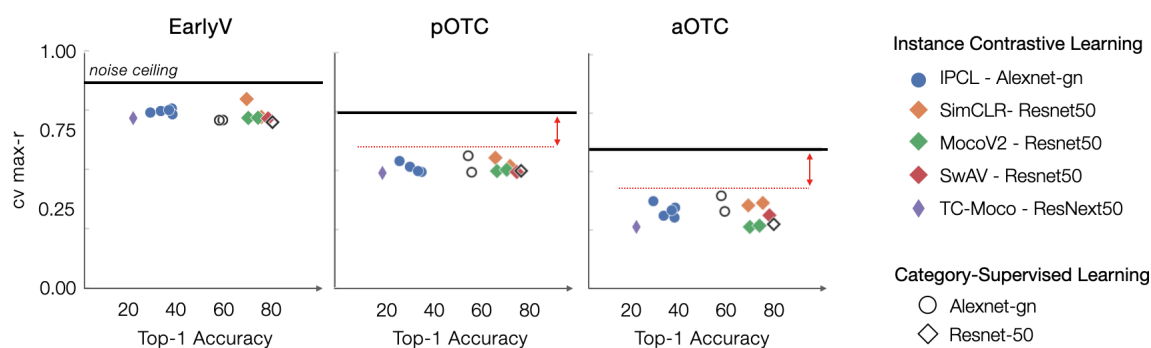 EarlyV
pOTC
aOTC
Instance Contrastive Learning
IPCL - Alexnet-gn
SimCLR- Resnet50
MocoV2 - Resnet50
SwAV - Resnet50
TC-Moco - ResNext50
Category-Supervised Learning
Alexnet-gn
Resnet-50
cv max-r
1.00
0.75
0.25
0.00
noise ceiling
20 40 60 80
20 40 60 80
20 40 60 80
Top-1 Accuracy
Top-1 Accuracy
Top-1 Accuracy